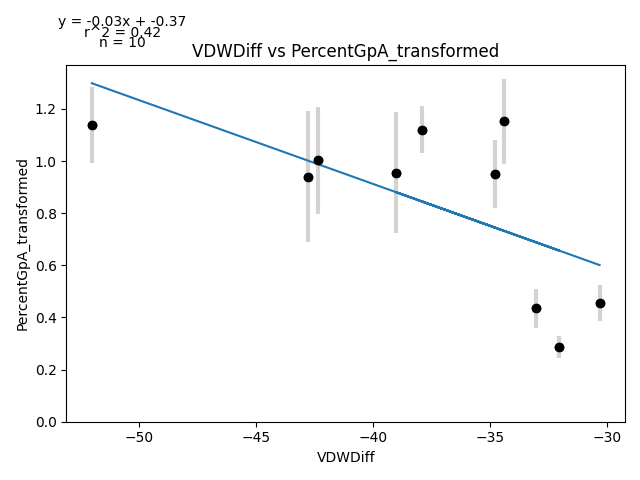 y = -0.03x + -0.37
r^2 = 0.42
n = 10
VDWDiff vs PercentGpA_transformed
1.2
1.0
0.8
0.6
0.4
0.2
0.0
PercentGpA_transformed
−50
−45
−40
−35
−30
VDWDiff